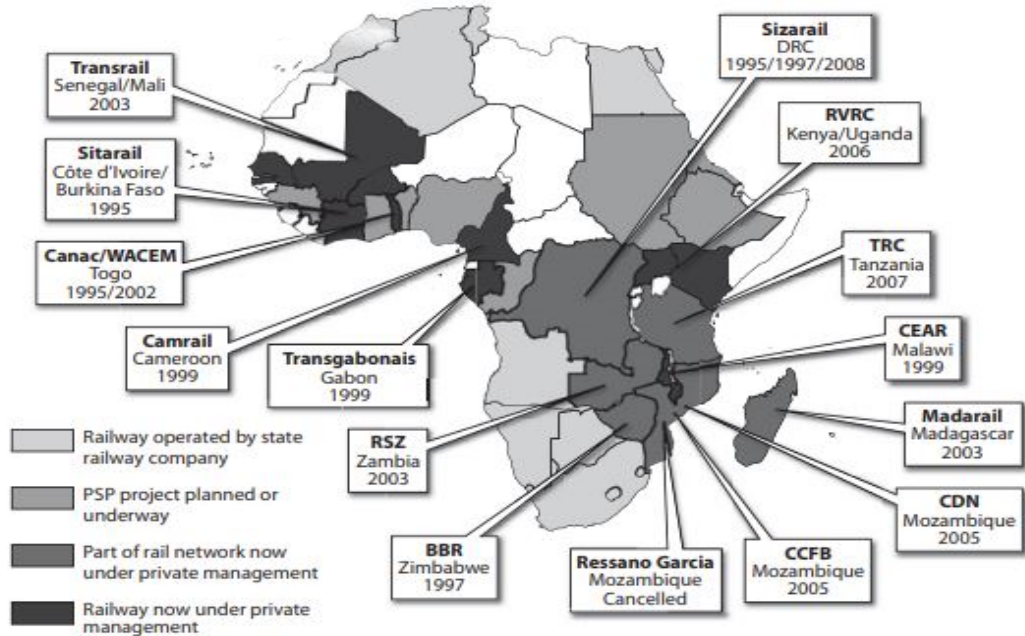 Transrail
Senegal/Mali
2003
Sitarail
Côte d'Ivoire/
Burkina Faso
1995
Canac/WACEM
Togo
1995/2002
Camrail
Cameroon
1999
Transgabonais
Gabon
1999
Sizarail
DRC
1995/1997/2008
RVRC
Kenya/Uganda
2006
TRC
Tanzania
2007
CEAR
Malawi
1999
Madarail
Madagascar
2003
CDN
Mozambique
2005
CCFB
Mozambique
2005
Ressano Garcia
Mozambique
Cancelled
BBR
Zimbabwe
1997
RSZ
Zambia
2003
Railway operated by state
railway company
PSP project planned or
underway
Part of rail network now
under private management
Railway now under private
management